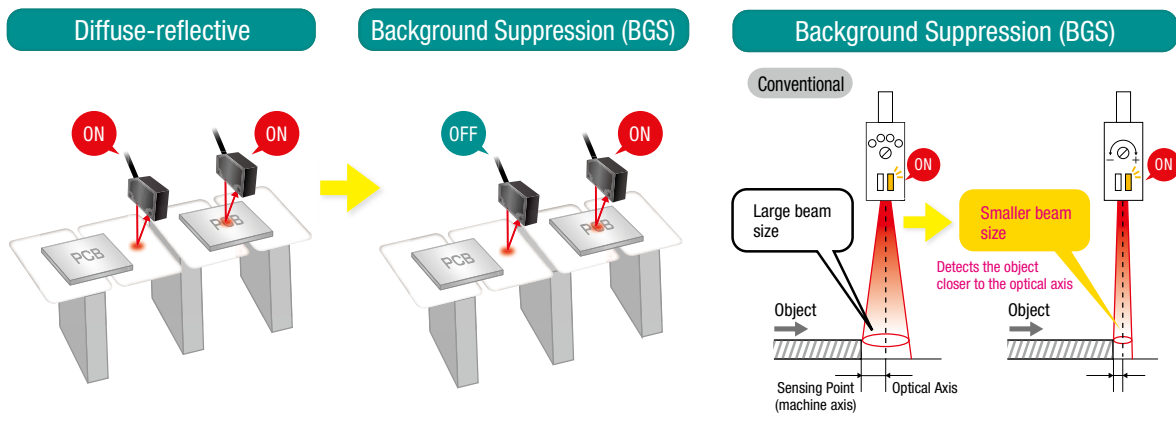 Diffuse-reflective
ON
ON
PCB
PCB
Background Suppression (BGS)
OFF
ON
PCB
PCB
Background Suppression (BGS)
Conventional
ON
Large beam
size
Object
Sensing Point
(machine axis)
Optical Axis
- +
ON
Smaller beam
size
Detects the object
closer to the optical axis
Object